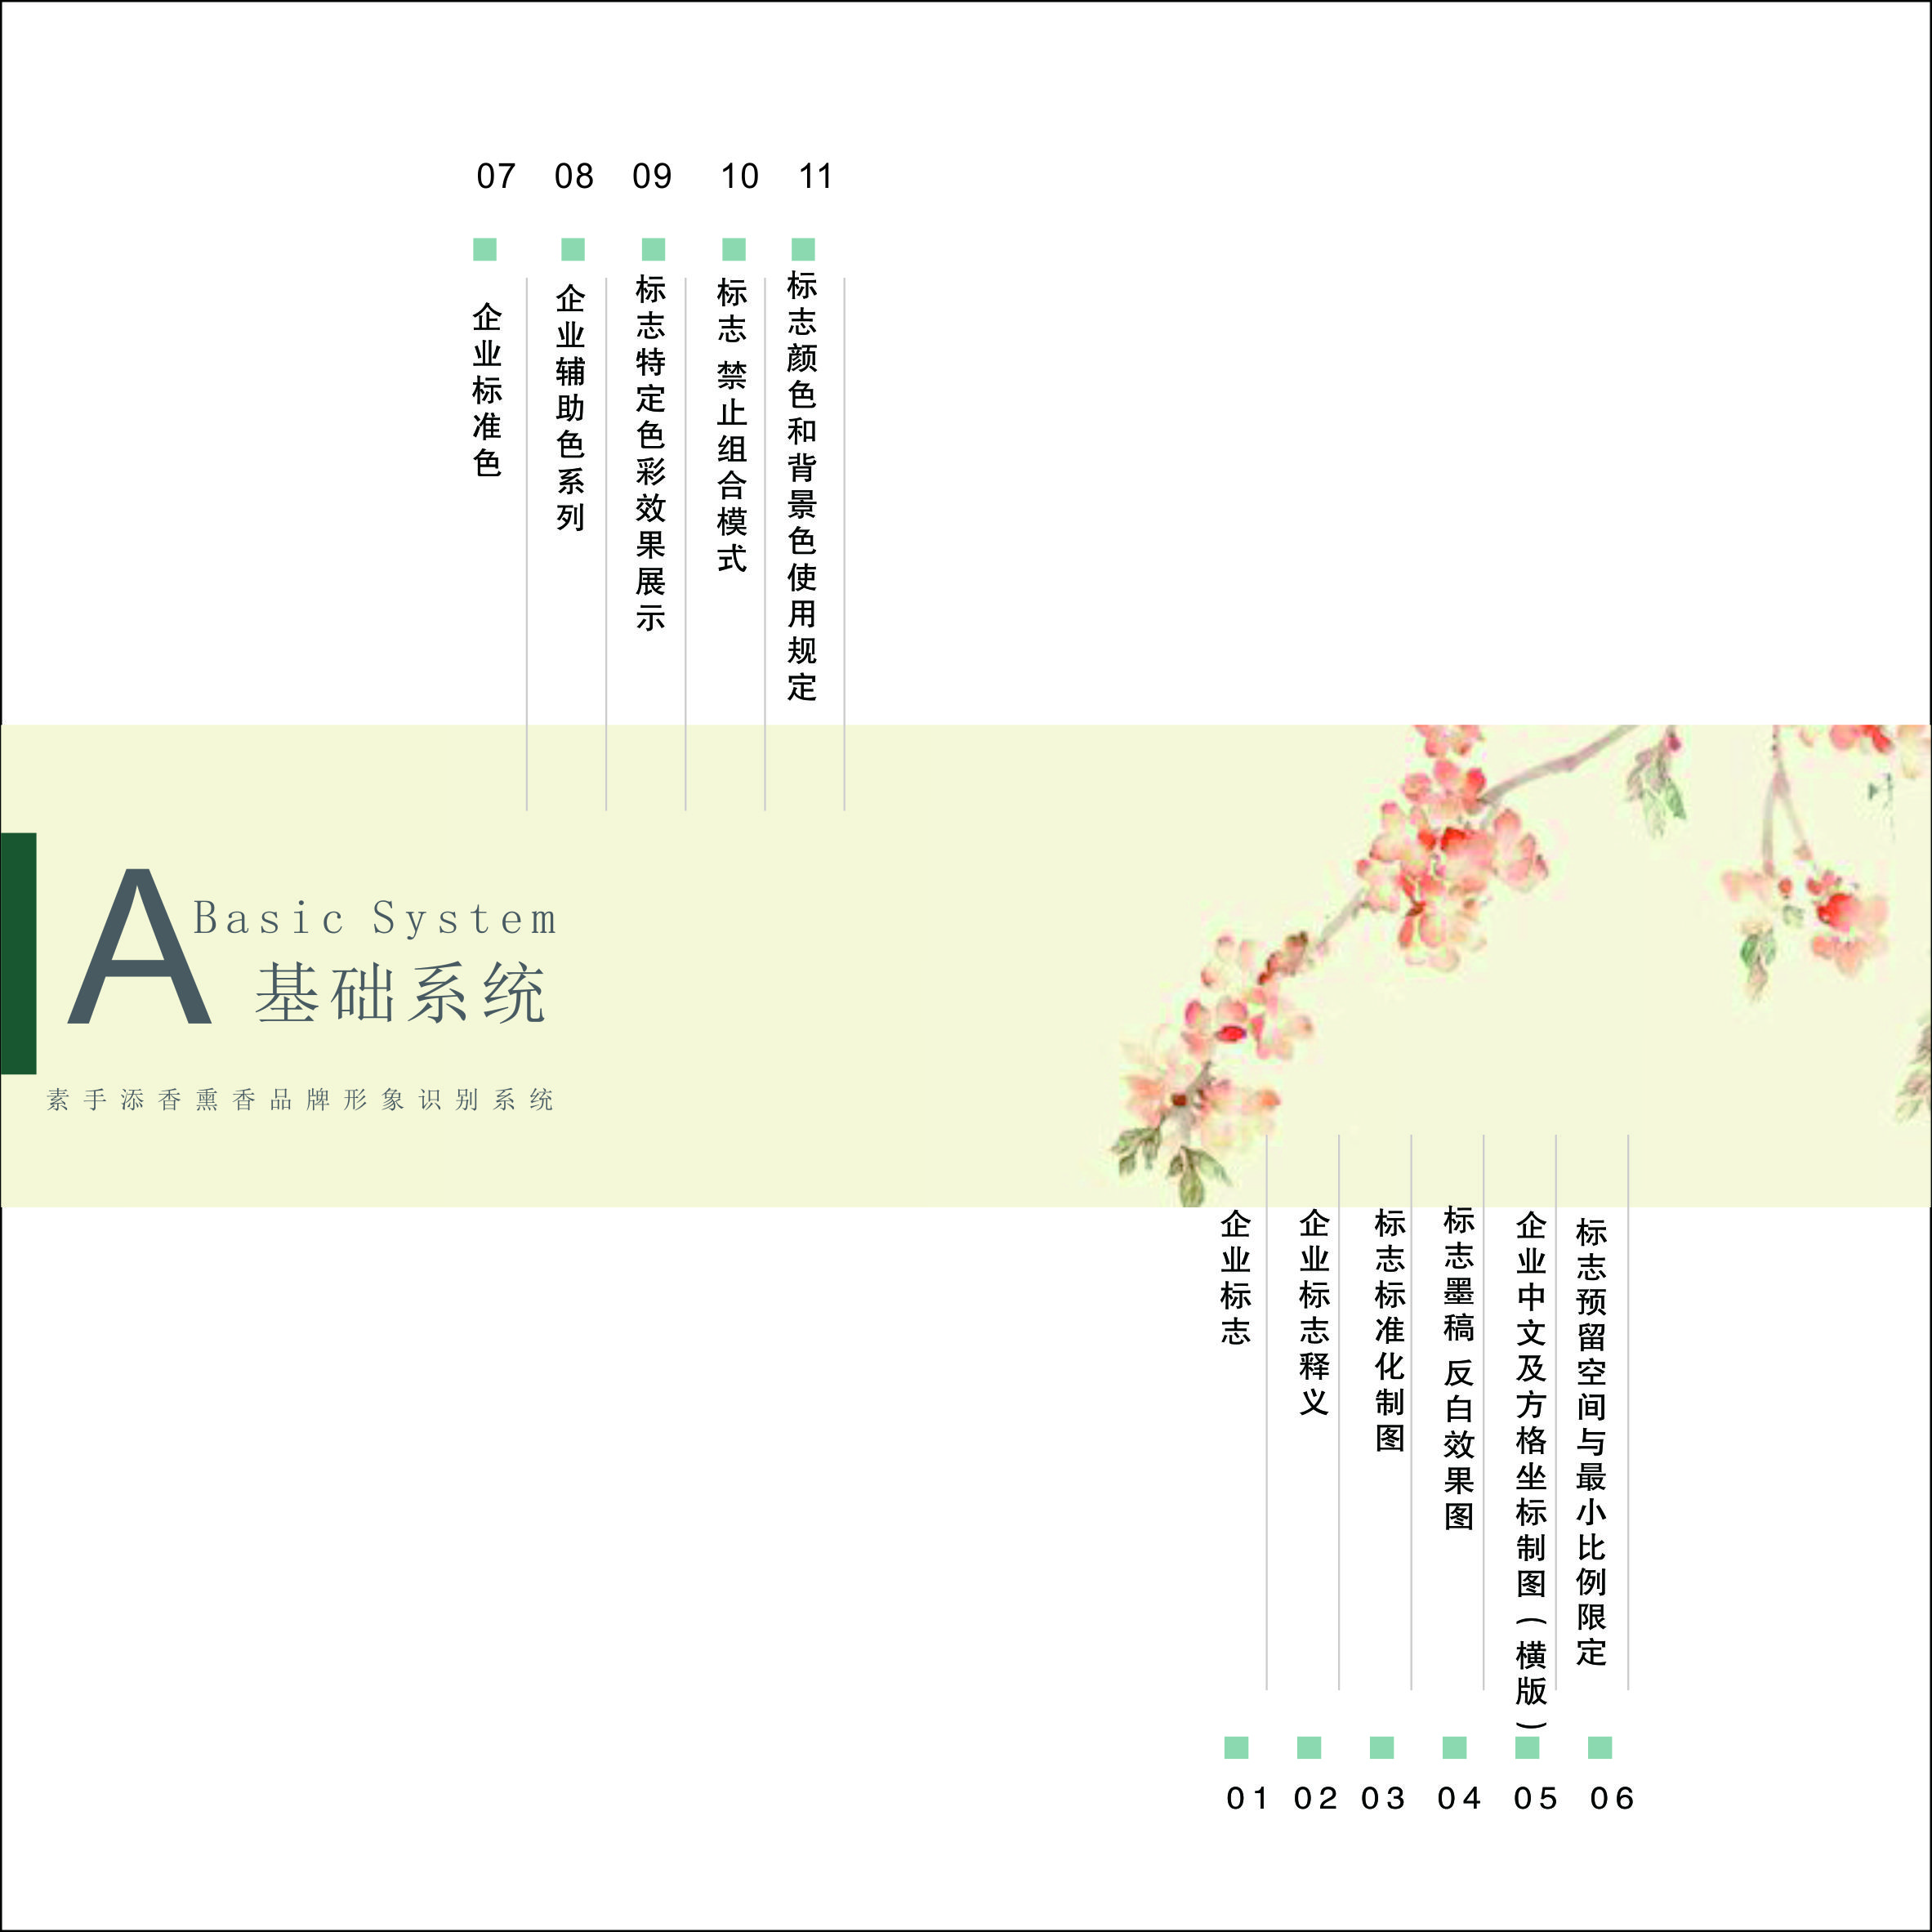 07
08
09
10
11
企业标准色
企业辅助色系列
标志特定色彩效果展示
标志 禁止组合模式
标志颜色和背景色使用规定
A
Basic System
基础系统
素手添香熏香品牌形象识别系统
企业标志
企业标志释义
标志标准化制图
标志墨稿 反白效果图
企业中文及方格坐标制图(横版)
标志预留空间与最小比例限定
01
02
03
04
05
06